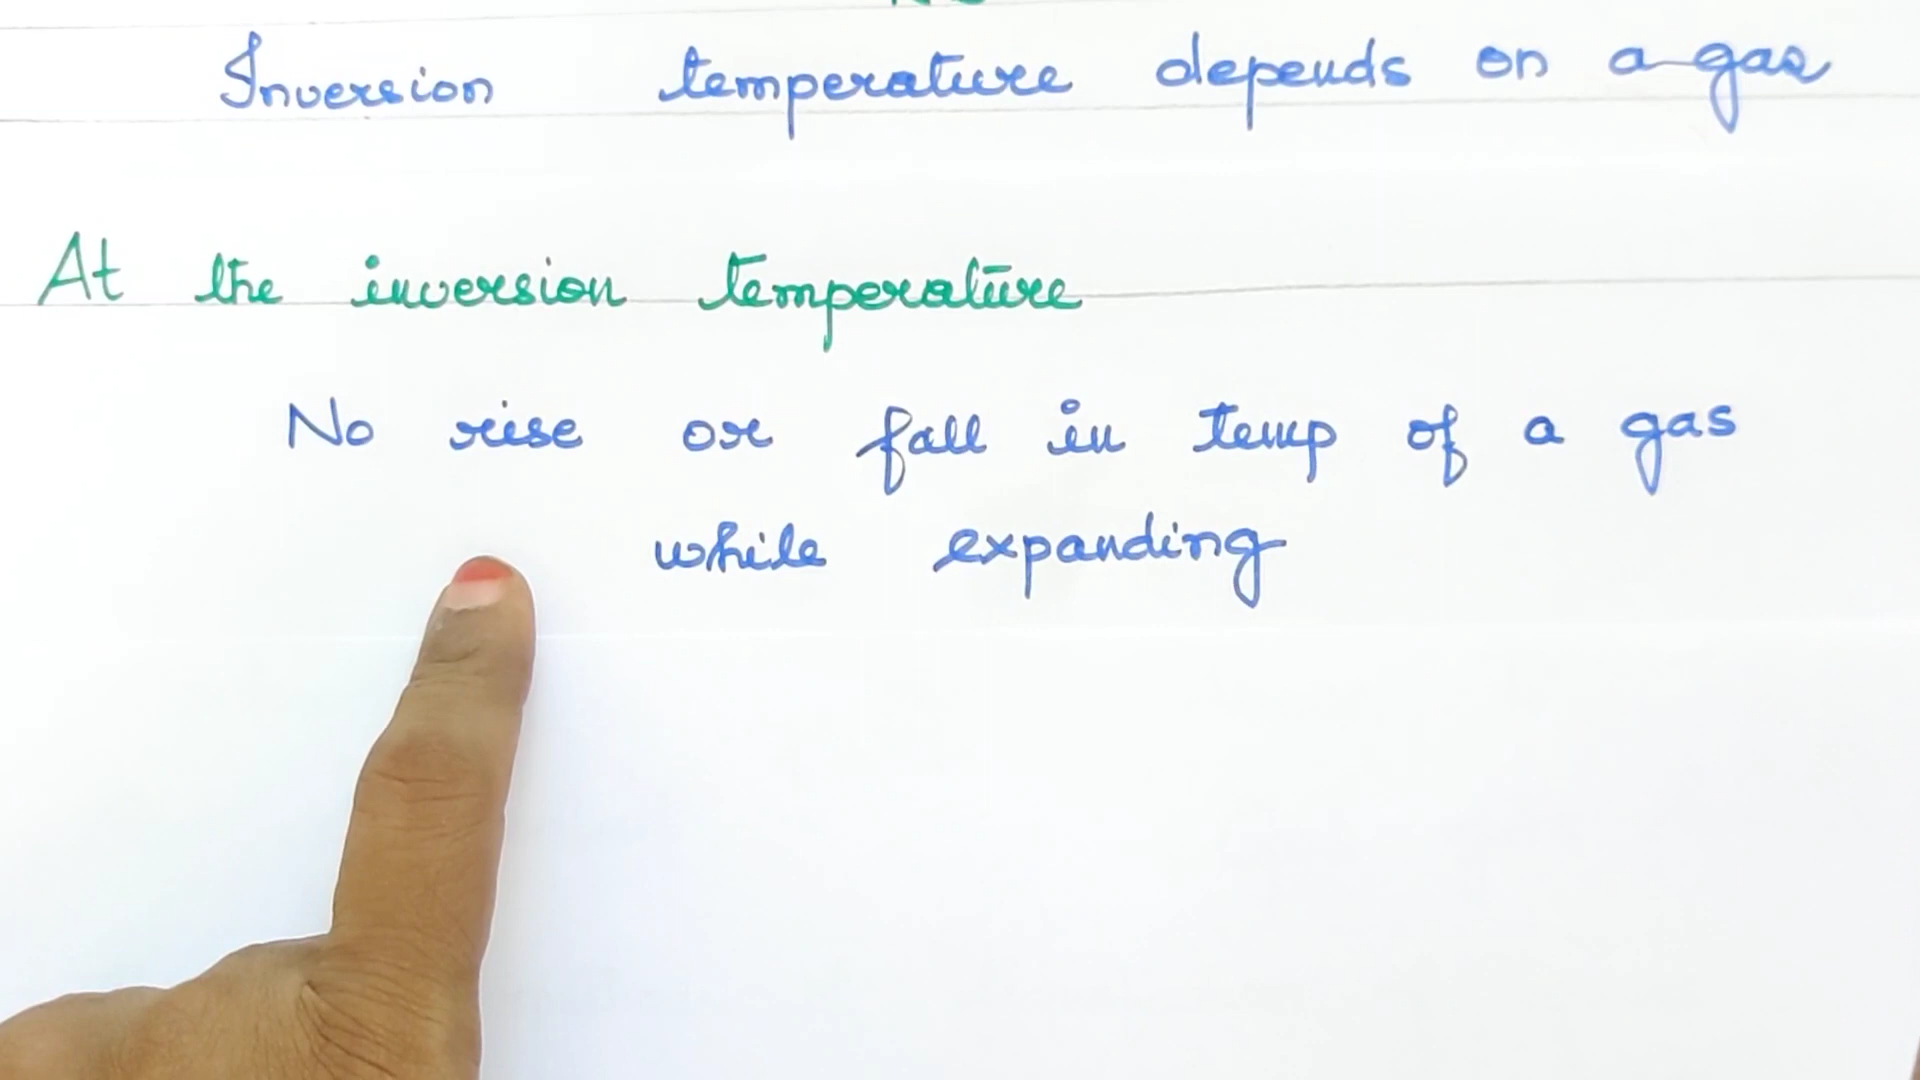 Inversion temperature depends on a gas
At the inversion temperature
No rise or fall in temp of a gas
while expanding